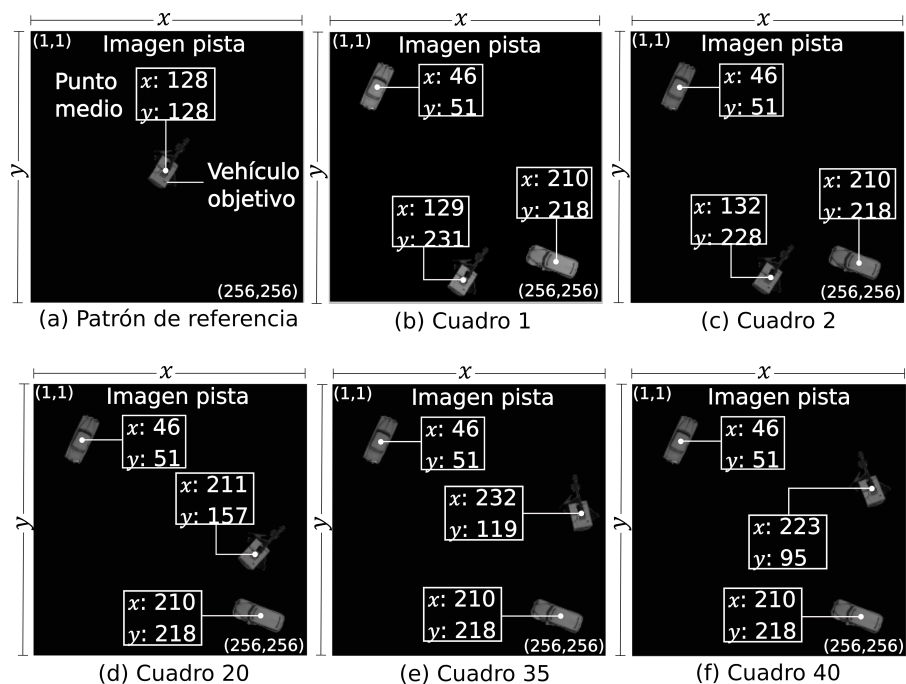 x
(1,1)
Imagen pista
Punto
medio
x: 128
y: 128
Vehículo
objetivo
y
(256,256)
(a) Patrón de referencia
x
(1,1)
Imagen pista
x: 46
y: 51
x: 210
y: 218
x: 129
y: 231
y
(256,256)
(b) Cuadro 1
x
(1,1)
Imagen pista
x: 46
y: 51
x: 210
y: 218
x: 132
y: 228
y
(256,256)
(c) Cuadro 2
x
(1,1)
Imagen pista
x: 46
y: 51
x: 211
y: 157
y
x: 210
y: 218
(256,256)
(d) Cuadro 20
x
(1,1)
Imagen pista
x: 46
y: 51
x: 232
y: 119
y
x: 210
y: 218
(256,256)
(e) Cuadro 35
x
(1,1)
Imagen pista
x: 46
y: 51
x: 223
y: 95
y
x: 210
y: 218
(256,256)
(f) Cuadro 40